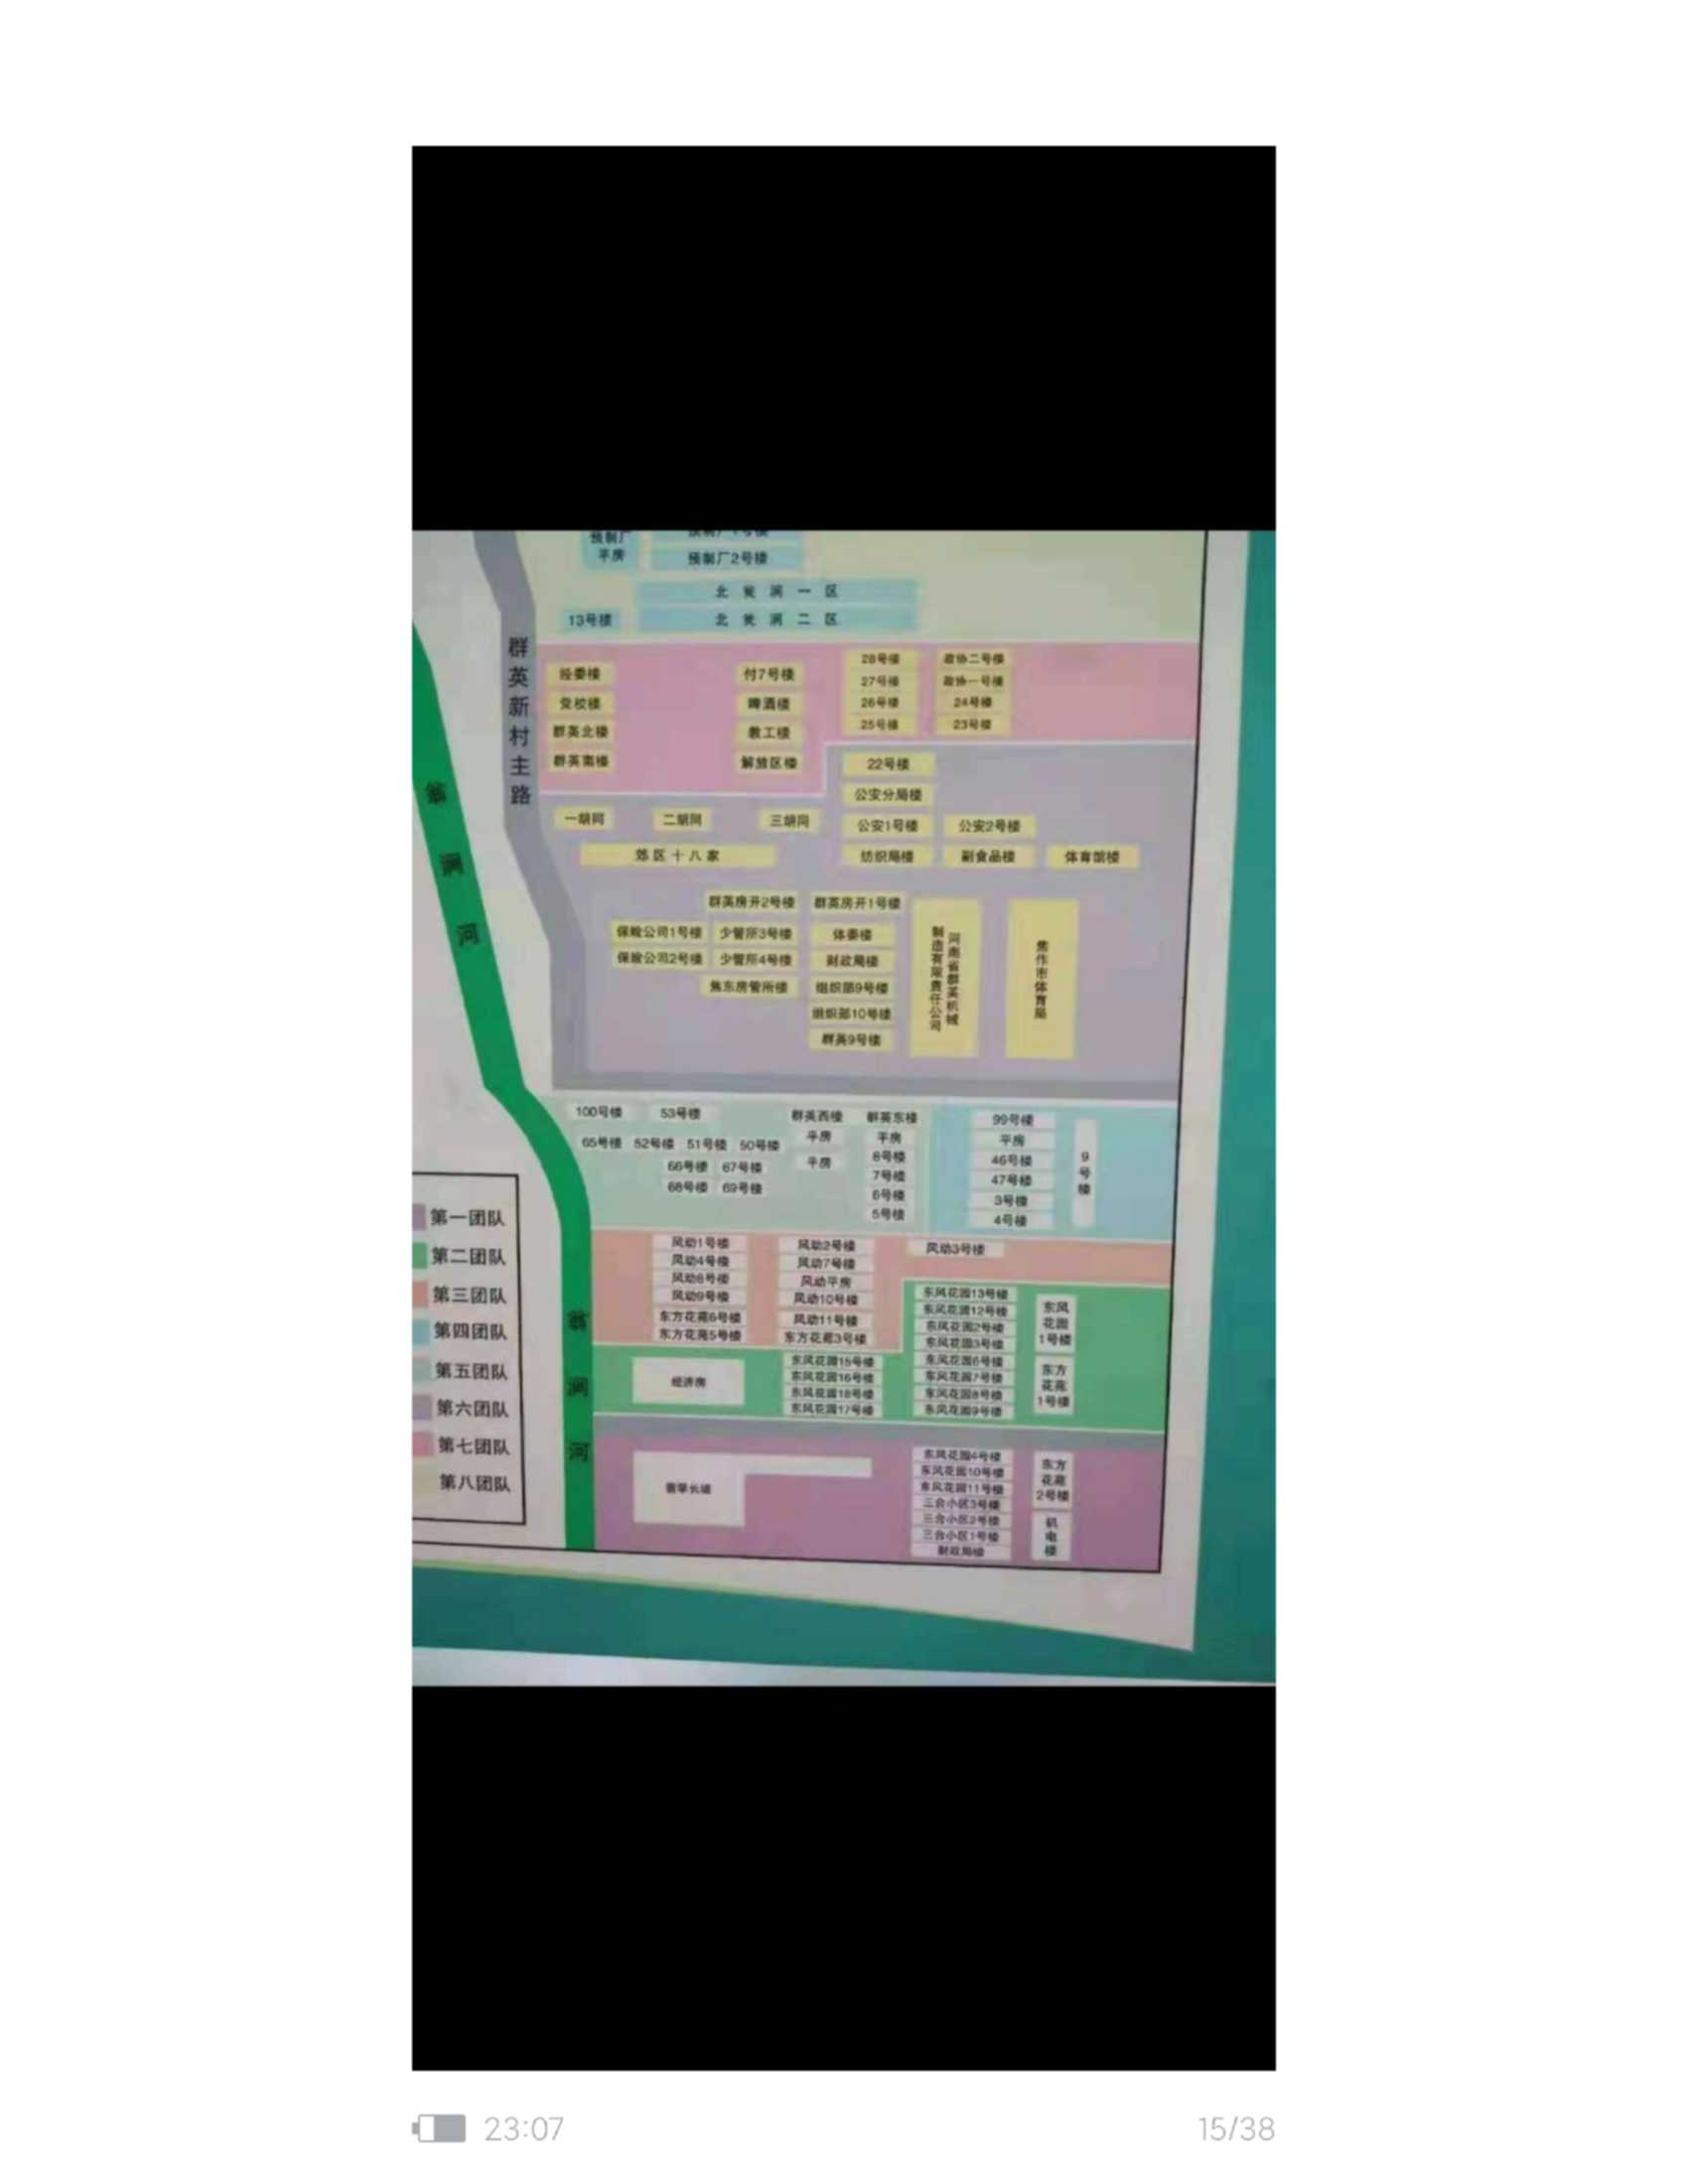 预制厂
平房
预制厂2号楼
北瓮涧一区
13号楼
北瓮涧二区
群英新村主路
翁涧河
经委楼
付7号楼
28号楼
政协二号楼
党校楼
啤酒楼
27号楼
政协一号楼
群英北楼
教工楼
26号楼
24号楼
群英南楼
解放区楼
25号楼
23号楼
22号楼
公安分局楼
一胡同
二胡同
三胡同
公安1号楼
公安2号楼
郊区十八家
纺织局楼
副食品楼
体育馆楼
群英房开2号楼
群英房开1号楼
保险公司1号楼
少管所3号楼
体委楼
保险公司2号楼
少管所4号楼
财政局楼
焦东房管所楼
组织部9号楼
组织部10号楼
群英9号楼
河南省群英机械
制造有限责任公司
焦作市体育局
100号楼
53号楼
群英西楼
群英东楼
65号楼
52号楼
51号楼
50号楼
平房
平房
66号楼
67号楼
平房
8号楼
68号楼
69号楼
7号楼
6号楼
5号楼
99号楼
平房
46号楼
47号楼
3号楼
4号楼
9号楼
风动1号楼
风动2号楼
风动3号楼
风动4号楼
风动7号楼
风动8号楼
风动平房
风动9号楼
风动10号楼
东方花苑6号楼
风动11号楼
东方花苑5号楼
东方花苑3号楼
东风花园13号楼
东风花园12号楼
东风花园2号楼
东风花园3号楼
东风花园6号楼
东风花园7号楼
东风花园8号楼
东风花园9号楼
东风
花园
1号楼
东方
花苑
1号楼
经济房
东风花园15号楼
东风花园16号楼
东风花园18号楼
东风花园17号楼
翁涧河
翡翠长城
东风花园4号楼
东风花园10号楼
东风花园11号楼
三合小区3号楼
三合小区2号楼
三合小区1号楼
财政局楼
东方
花苑
2号楼
机电楼
第一团队
第二团队
第三团队
第四团队
第五团队
第六团队
第七团队
第八团队
23:07
15/38